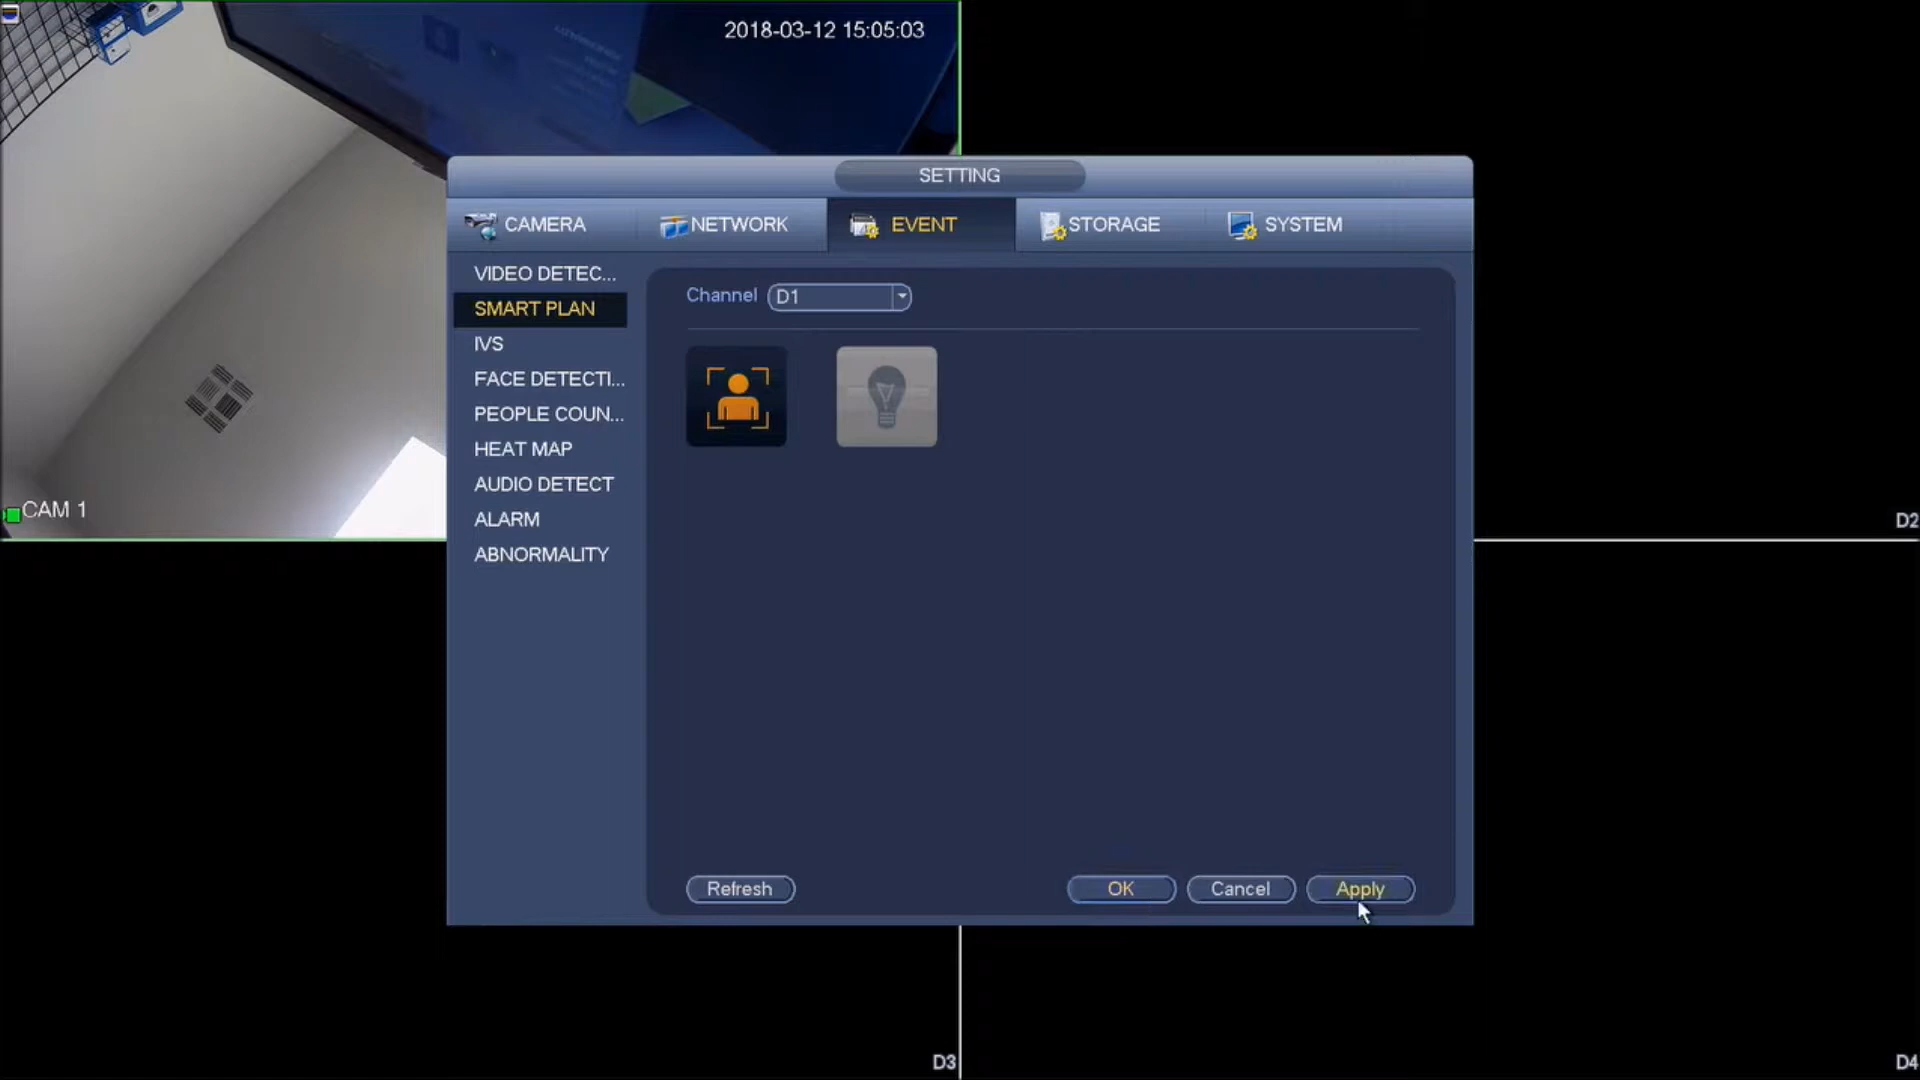 2018-03-12 15:05:03
SETTING
CAMERA NETWORK EVENT STORAGE SYSTEM
VIDEO DETEC...
SMART PLAN
IVS
FACE DETECTI...
PEOPLE COUN...
HEAT MAP
AUDIO DETECT
ALARM
ABNORMALITY
Channel D1
CAM 1
D2
Refresh OK Cancel Apply
D3
D4